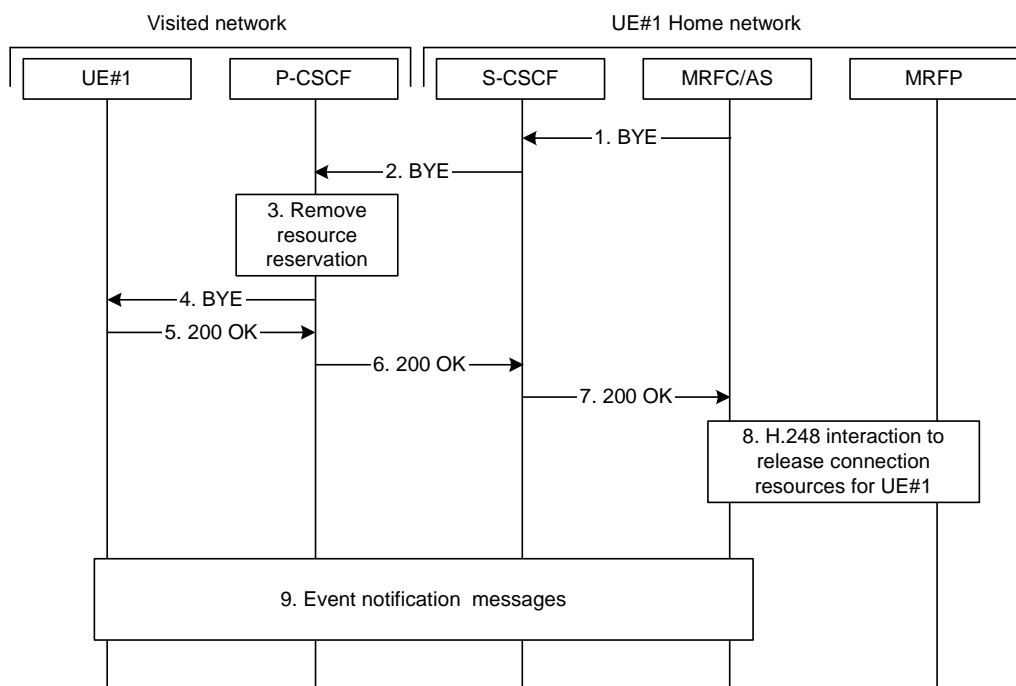 Visited network
UE#1 Home network
UE#1
P-CSCF
S-CSCF
MRFC/AS
MRFP
1. BYE
2. BYE
3. Remove
resource
reservation
4. BYE
5. 200 OK
6. 200 OK
7. 200 OK
8. H.248 interaction to
release connection
resources for UE#1
9. Event notification messages